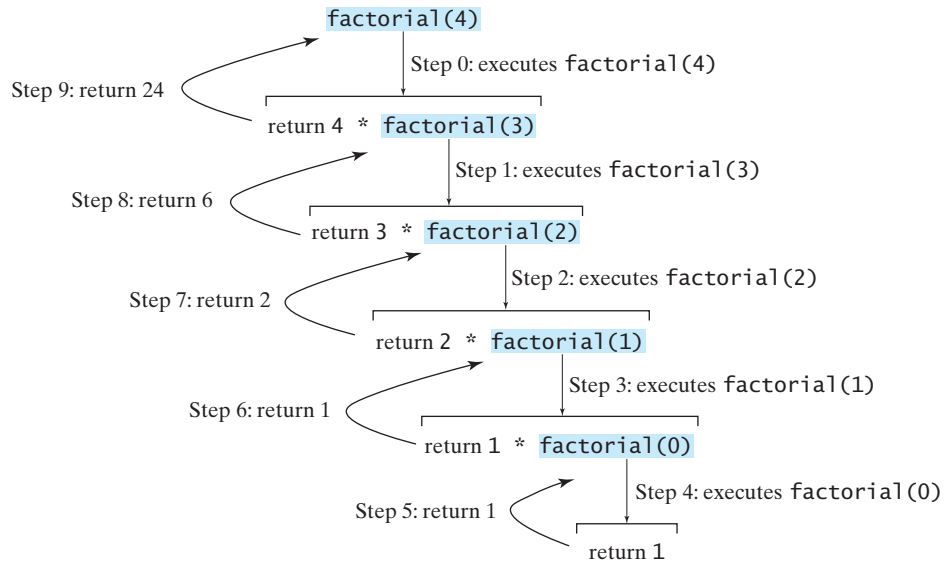 factorial(4)
Step 0: executes factorial(4)
Step 9: return 24
return 4 * factorial(3)
Step 1: executes factorial(3)
Step 8: return 6
return 3 * factorial(2)
Step 2: executes factorial(2)
Step 7: return 2
return 2 * factorial(1)
Step 3: executes factorial(1)
Step 6: return 1
return 1 * factorial(0)
Step 4: executes factorial(0)
Step 5: return 1
return 1